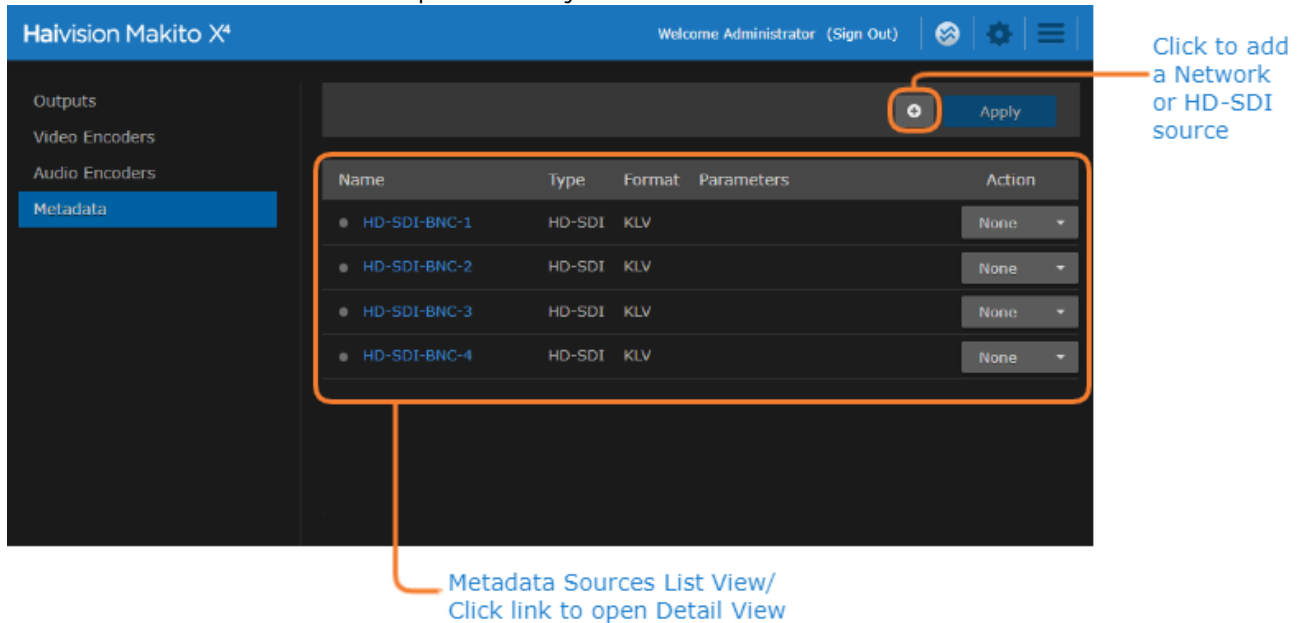 Haivision Makito X⁴
Welcome Administrator (Sign Out)
Click to add
a Network
or HD-SDI
source
Outputs
Video Encoders
Audio Encoders
Metadata
Apply
Name Type Format Parameters Action
HD-SDI-BNC-1 HD-SDI KLV None
HD-SDI-BNC-2 HD-SDI KLV None
HD-SDI-BNC-3 HD-SDI KLV None
HD-SDI-BNC-4 HD-SDI KLV None
Metadata Sources List View/
Click link to open Detail View